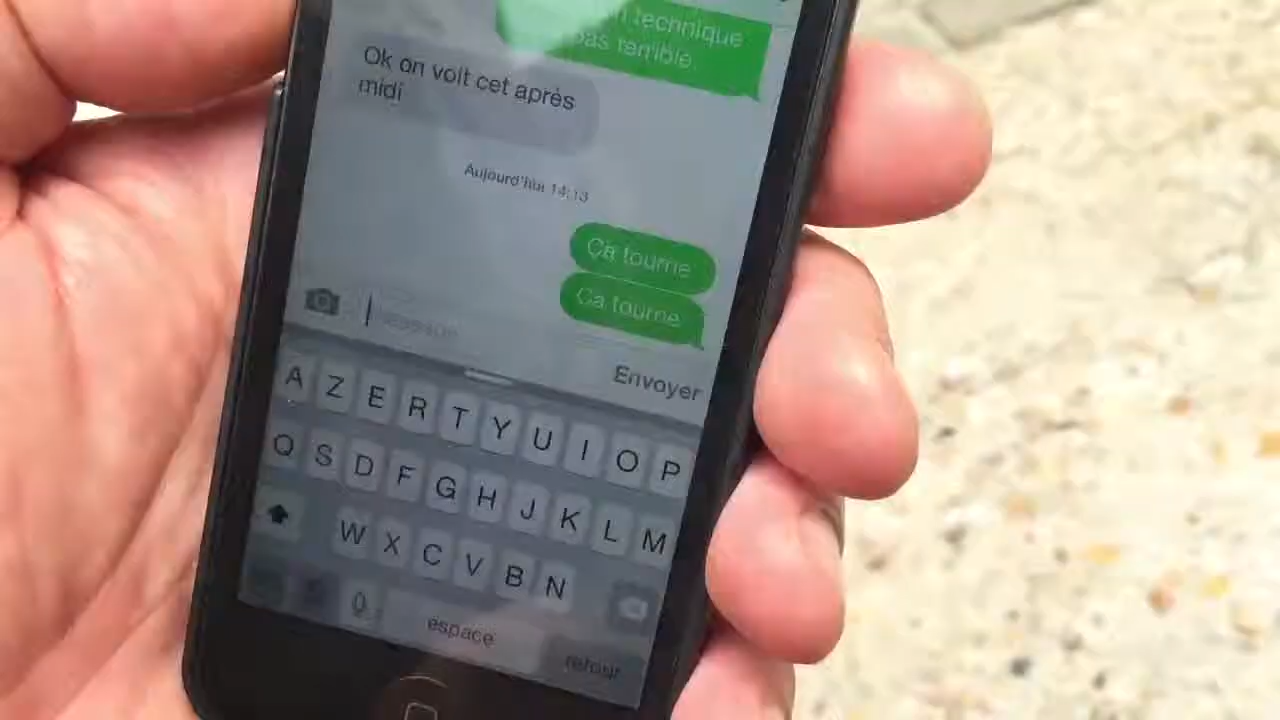 technique
pas terrible.
Ok on voit cet après
midi
Aujourd'hui 14:13
Ça tourne
Ça tourne
Message
Envoyer
A Z E R T Y U I O P
Q S D F G H J K L M
W X C V B N
espace
retour